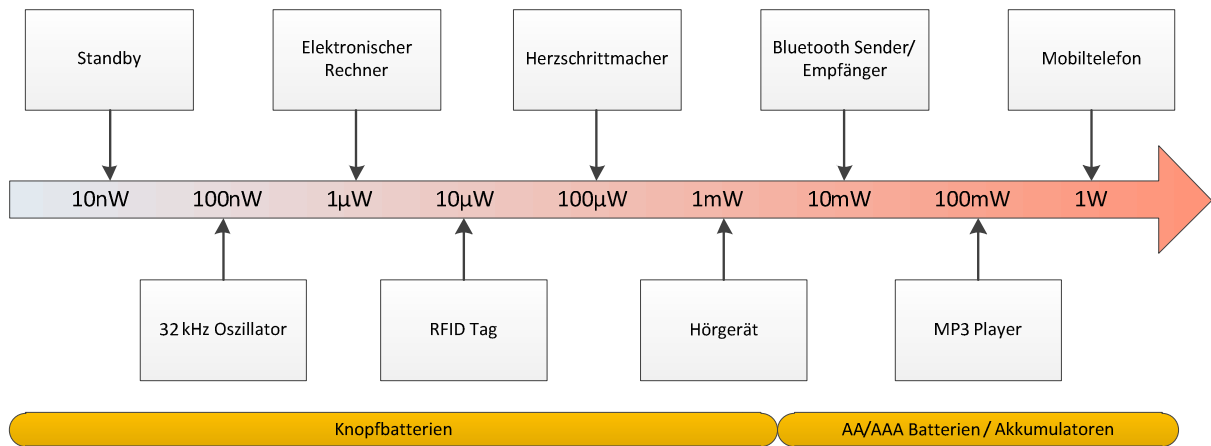 Standby
Elektronischer
Rechner
Herzschrittmacher
Bluetooth Sender/
Empfänger
Mobiltelefon
10nW 100nW 1µW 10µW 100µW 1mW 10mW 100mW 1W
32 kHz Oszillator
RFID Tag
Hörgerät
MP3 Player
Knopfbatterien
AA/AAA Batterien / Akkumulatoren